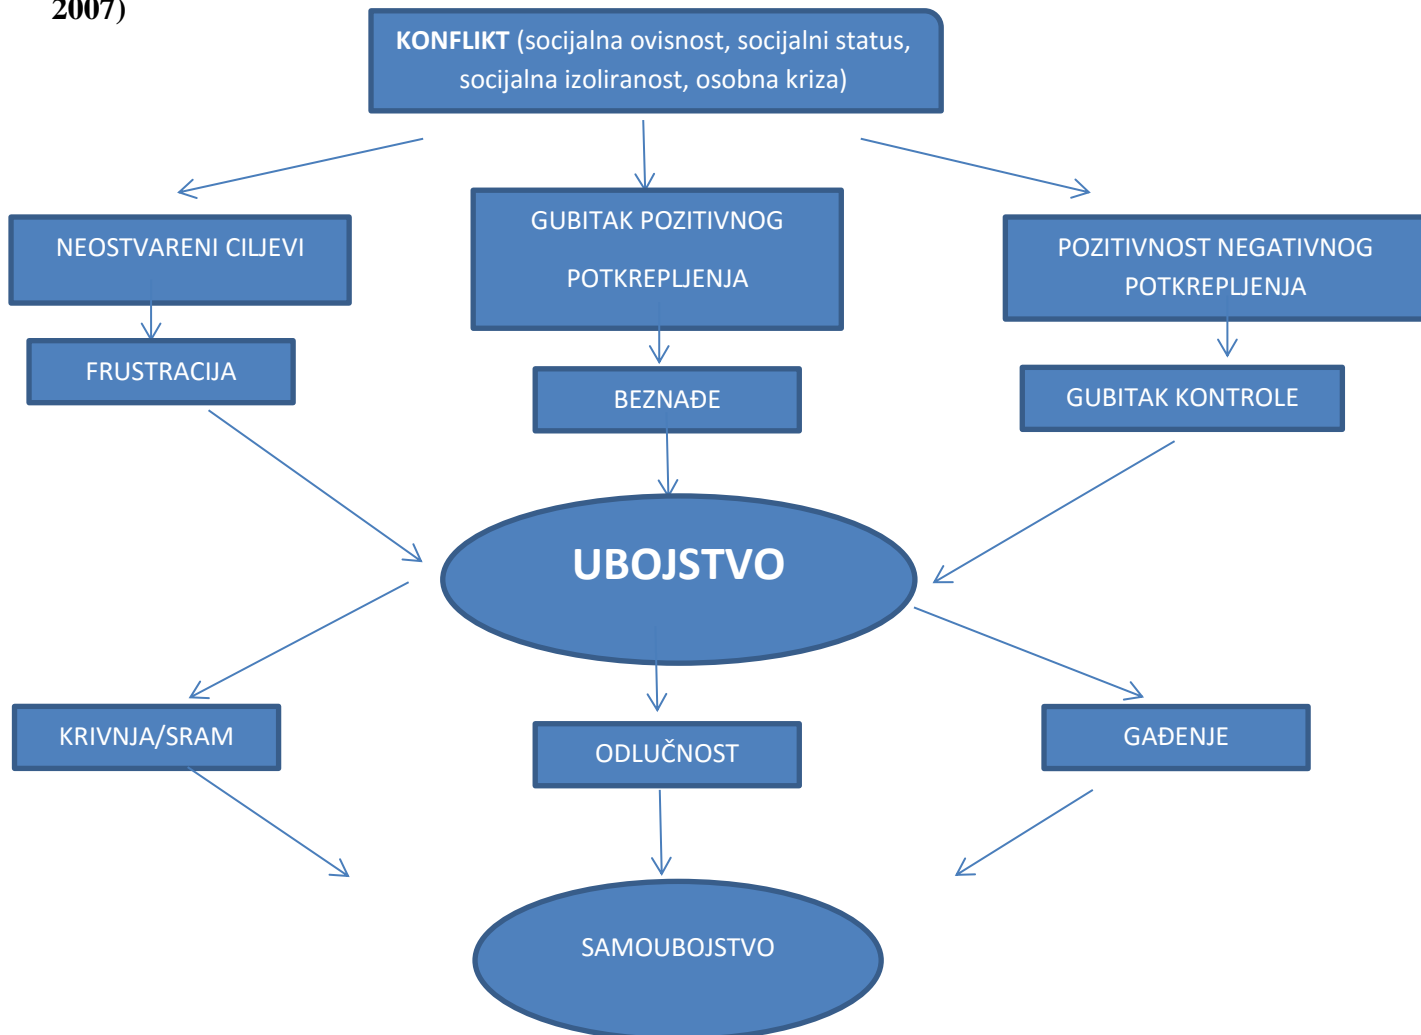 2007)
KONFLIKT (socijalna ovisnost, socijalni status,
socijalna izoliranost, osobna kriza)
NEOSTVARENI CILJEVI
GUBITAK POZITIVNOG
POTKREPLJENJA
POZITIVNOST NEGATIVNOG
POTKREPLJENJA
FRUSTRACIJA
BEZNAĐE
GUBITAK KONTROLE
UBOJSTVO
KRIVNJA/SRAM
ODLUČNOST
GAĐENJE
SAMOUBOJSTVO